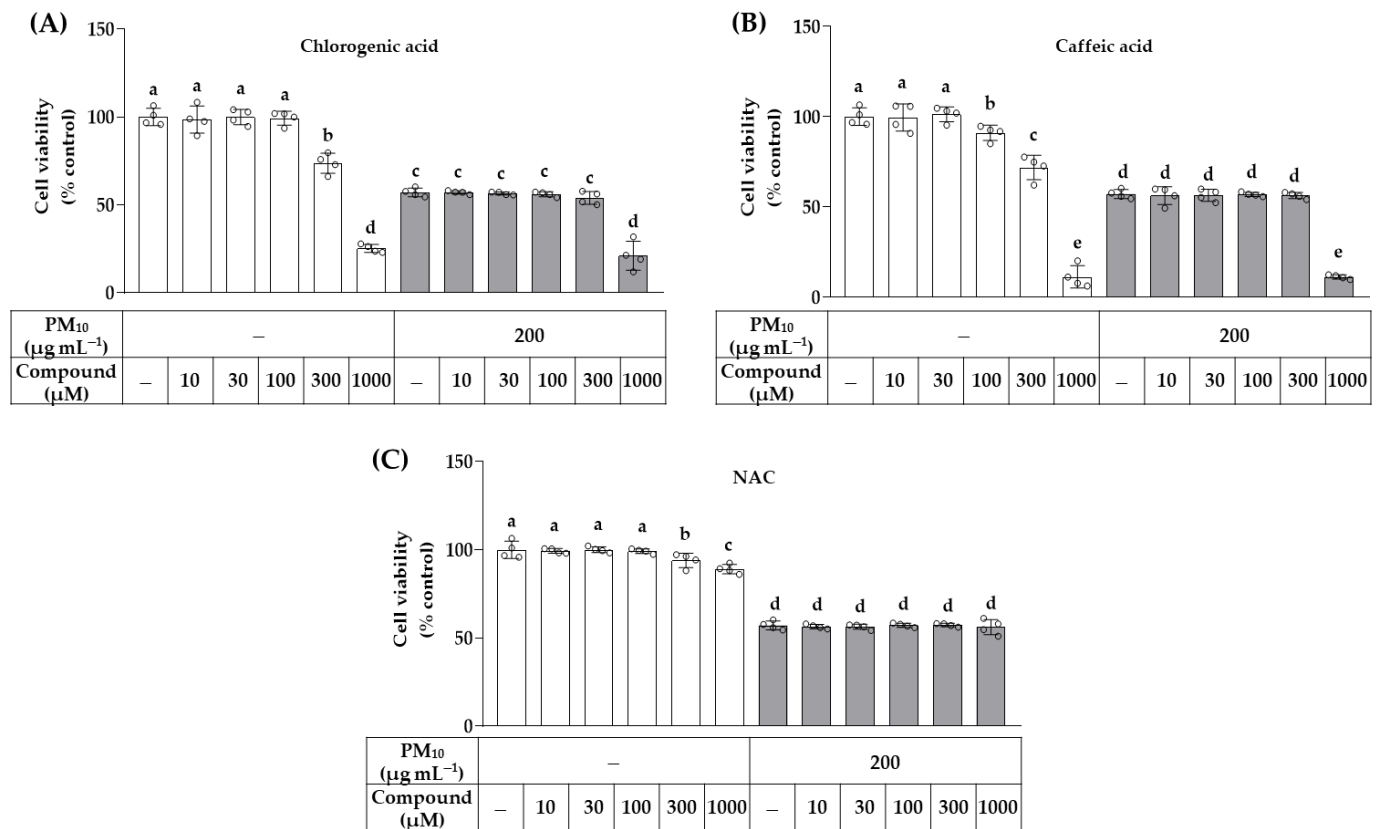 (A)
Chlorogenic acid
Cell viability
(% control)
150
100
50
0
a a a a b d c c c c c d
PM₁₀
(µg mL⁻¹)
– 200
Compound
(µM)
– 10 30 100 300 1000 – 10 30 100 300 1000
(B)
Caffeic acid
Cell viability
(% control)
150
100
50
0
a a a b c e d d d d d e
PM₁₀
(µg mL⁻¹)
– 200
Compound
(µM)
– 10 30 100 300 1000 – 10 30 100 300 1000
(C)
NAC
Cell viability
(% control)
150
100
50
0
a a a a b c d d d d d d
PM₁₀
(µg mL⁻¹)
– 200
Compound
(µM)
– 10 30 100 300 1000 – 10 30 100 300 1000